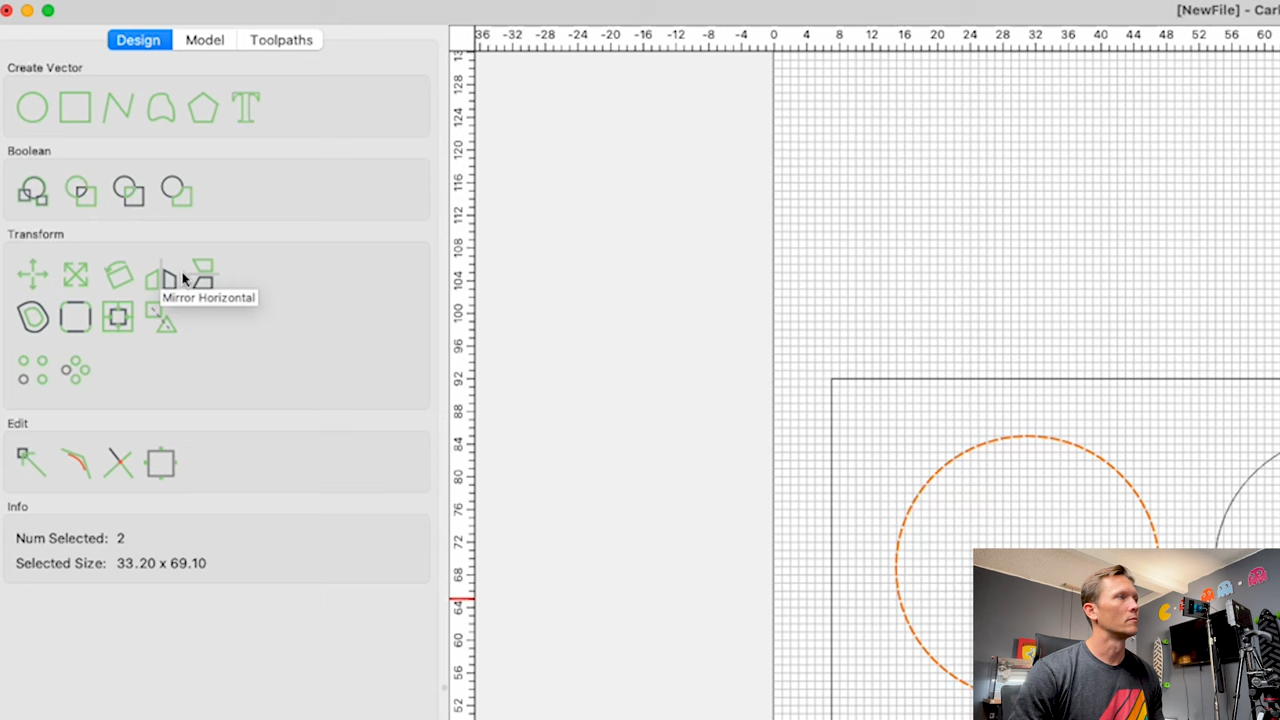 [NewFile] - Car
Design Model Toolpaths
36 -32 -28 -24 -20 -16 -12 -8 -4 0 4 8 12 16 20 24 28 32 36 40 44 48 52 56 60
Create Vector
Boolean
Transform
Mirror Horizontal
Edit
Info
Num Selected: 2
Selected Size: 33.20 x 69.10
13
128
124
120
116
112
108
104
100
96
92
88
84
80
76
72
68
64
60
56
52